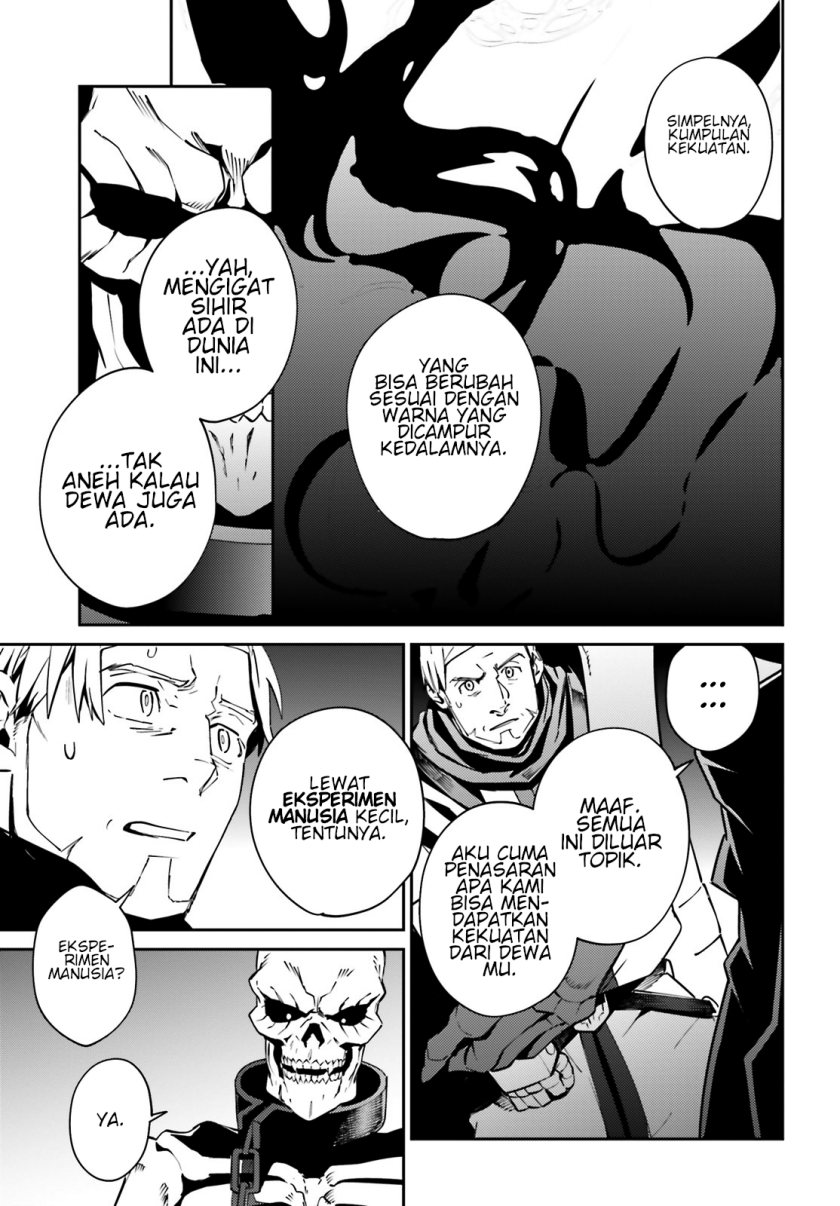 SIMPELNYA,
KUMPULAN
KEKUATAN.
YANG
BISA BERUBAH
SESUAI DENGAN
WARNA YANG
DICAMPUR
KEDALAMNYA.
...YAH,
MENGIGAT
SIHIR
ADA DI
DUNIA
INI...
...TAK
ANEH KALAU
DEWA JUGA
ADA.
...
...
MAAF.
SEMUA
INI DILUAR
TOPIK.
AKU CUMA
PENASARAN
APA KAMI
BISA MEN-
DAPATKAN
KEKUATAN
DARI DEWA
MU.
LEWAT
EKSPERIMEN
MANUSIA KECIL,
TENTUNYA.
EKSPE-
RIMEN
MANUSIA?
YA.